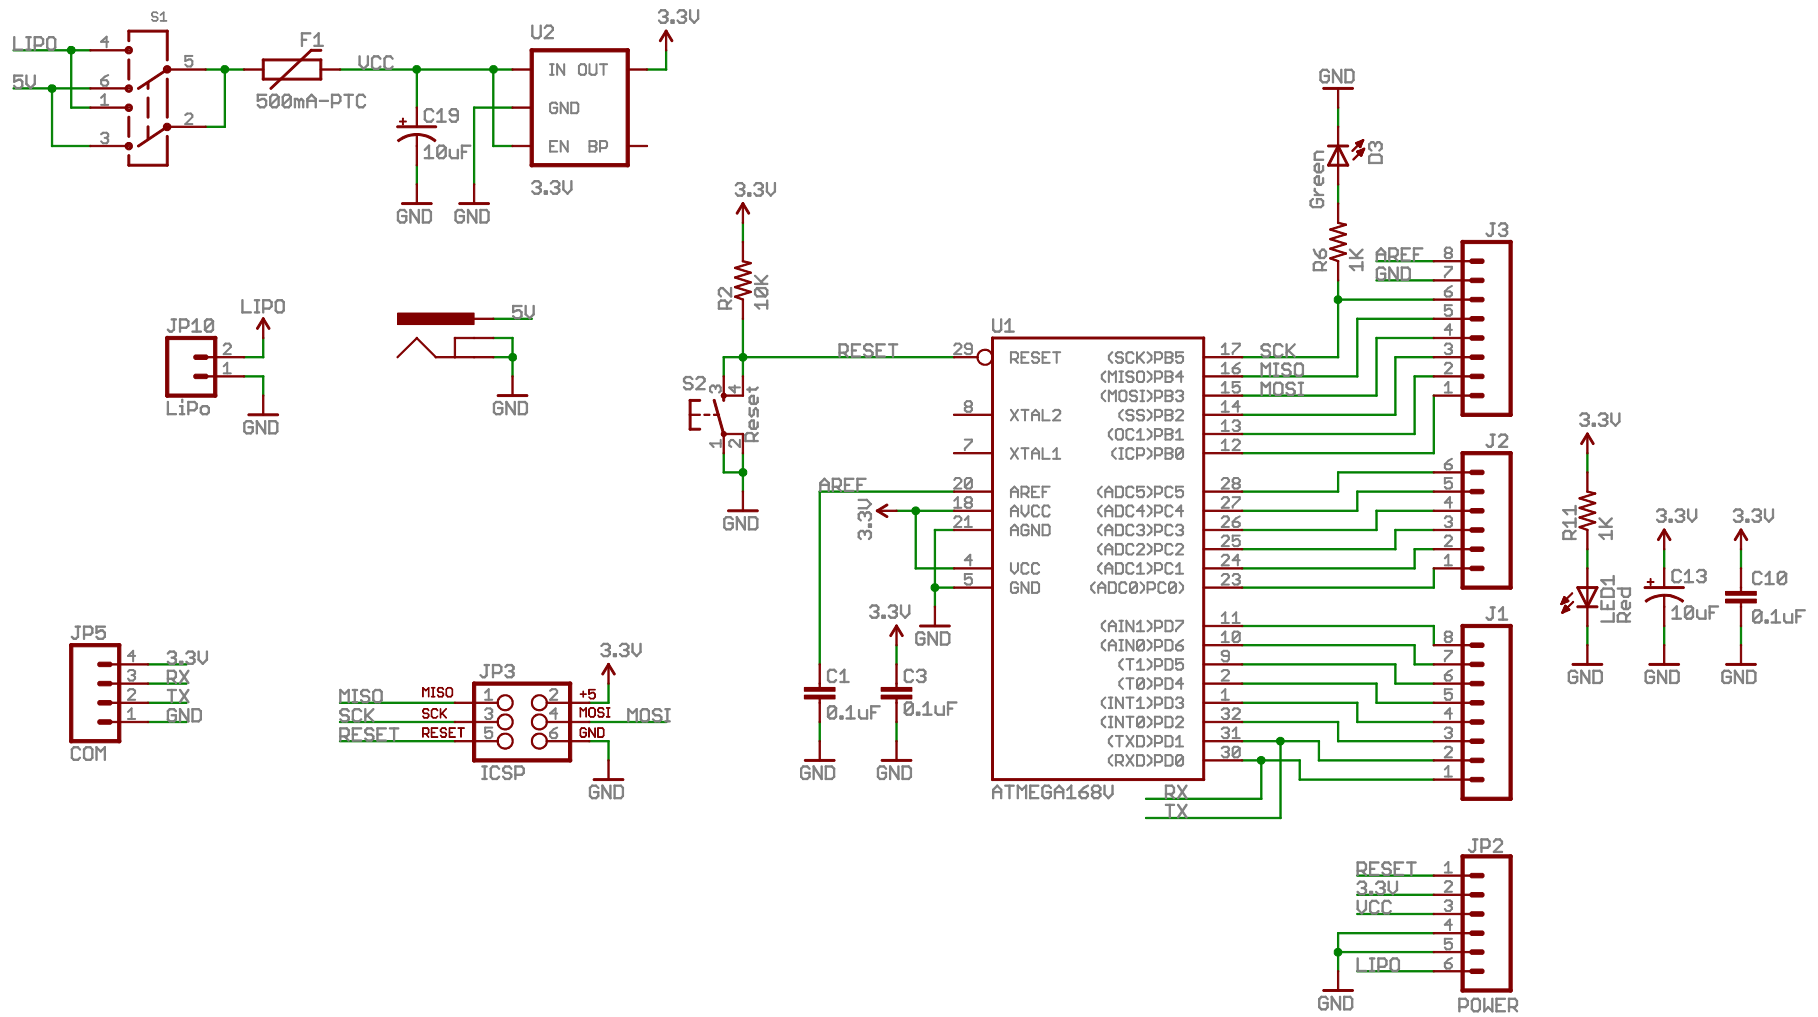 S1
LIPO
4
5
5V
6
1
2
3
F1
500mA-PTC
VCC
C19
+
10uF
GND
GND
U2
IN OUT
GND
EN BP
3.3V
3.3V
JP10
LIPO
2
1
LiPo
GND
5V
GND
3.3V
R2
10K
RESET
S2
3
4
1
2
Reset
GND
GND
D3
Green
R6
1K
U1
29 RESET
8 XTAL2
7 XTAL1
AREF
20 AREF
3.3V
18 AVCC
21 AGND
4 VCC
5 GND
GND
(SCK)PB5 17 SCK
(MISO)PB4 16 MISO
(MOSI)PB3 15 MOSI
(SS)PB2 14
(OC1)PB1 13
(ICP)PB0 12
(ADC5)PC5 28
(ADC4)PC4 27
(ADC3)PC3 26
(ADC2)PC2 25
(ADC1)PC1 24
(ADC0)PC0) 23
(AIN1)PD7 11
(AIN0)PD6 10
(T1)PD5 9
(T0)PD4 2
(INT1)PD3 1
(INT0)PD2 32
(TXD)PD1 31
(RXD)PD0 30
ATMEGA168V
RX
TX
C1
0.1uF
GND
3.3V
C3
0.1uF
GND
J3
AREF 8
GND 7
6
5
4
3
2
1
J2
6
5
4
3
2
1
J1
8
7
6
5
4
3
2
1
3.3V
R11
1K
LED1
Red
GND
3.3V
+
C13
10uF
GND
3.3V
C10
0.1uF
GND
JP5
4 3.3V
3 RX
2 TX
1 GND
COM
JP3
3.3V
MISO MISO 1 2 +5
SCK SCK 3 4 MOSI MOSI
RESET RESET 5 6 GND
ICSP
GND
JP2
RESET 1
3.3V 2
VCC 3
4
5
LIPO 6
GND
POWER